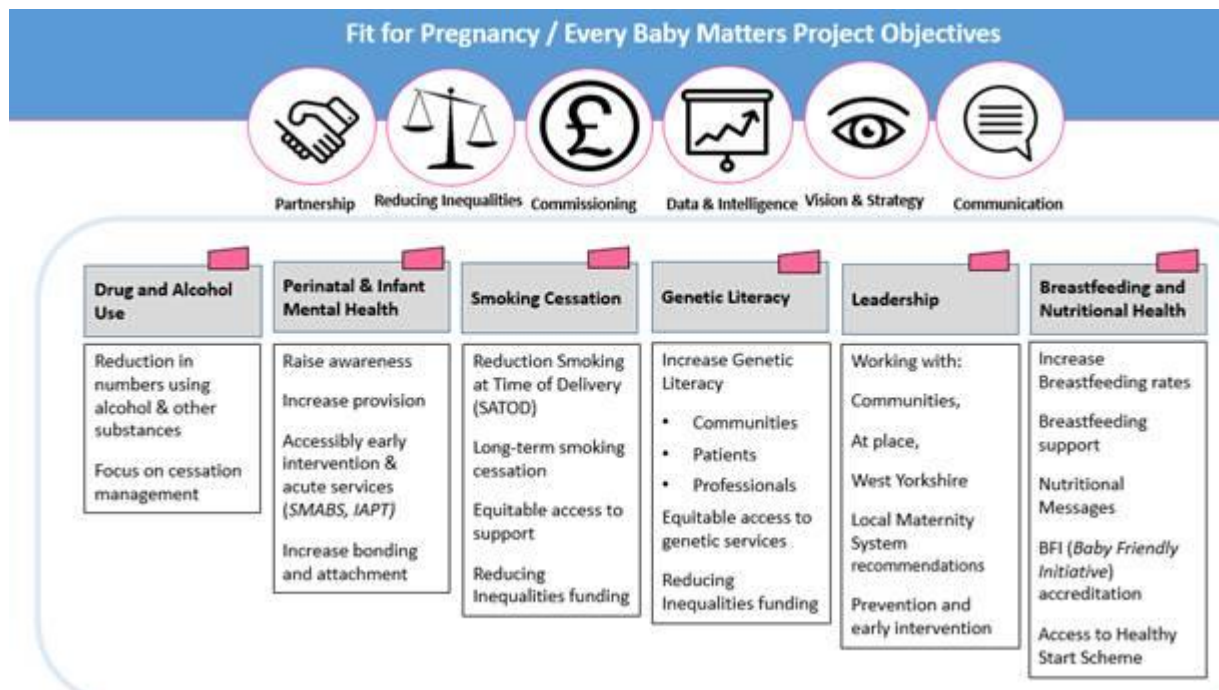 Fit for Pregnancy / Every Baby Matters Project Objectives
£
Partnership
Reducing Inequalities
Commissioning
Data & Intelligence
Vision & Strategy
Communication
Drug and Alcohol
Use
Reduction in
numbers using
alcohol & other
substances
Focus on cessation
management
Perinatal & Infant
Mental Health
Raise awareness
Increase provision
Accessibly early
intervention &
acute services
(SMABS, IAPT)
Increase bonding
and attachment
Smoking Cessation
Reduction Smoking
at Time of Delivery
(SATOD)
Long-term smoking
cessation
Equitable access to
support
Reducing
Inequalities funding
Genetic Literacy
Increase Genetic
Literacy
• Communities
• Patients
• Professionals
Equitable access to
genetic services
Reducing
Inequalities funding
Leadership
Working with:
Communities,
At place,
West Yorkshire
Local Maternity
System
recommendations
Prevention and
early intervention
Breastfeeding and
Nutritional Health
Increase
Breastfeeding rates
Breastfeeding
support
Nutritional
Messages
BFI (Baby Friendly
Initiative)
accreditation
Access to Healthy
Start Scheme